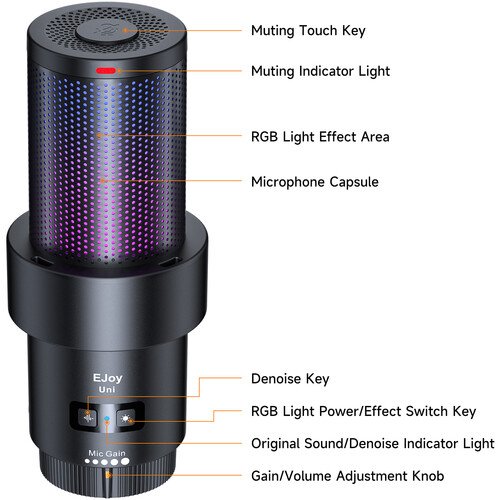 Muting Touch Key
Muting Indicator Light
RGB Light Effect Area
Microphone Capsule
EJoy
Uni
Denoise Key
RGB Light Power/Effect Switch Key
Original Sound/Denoise Indicator Light
Mic Gain
Gain/Volume Adjustment Knob